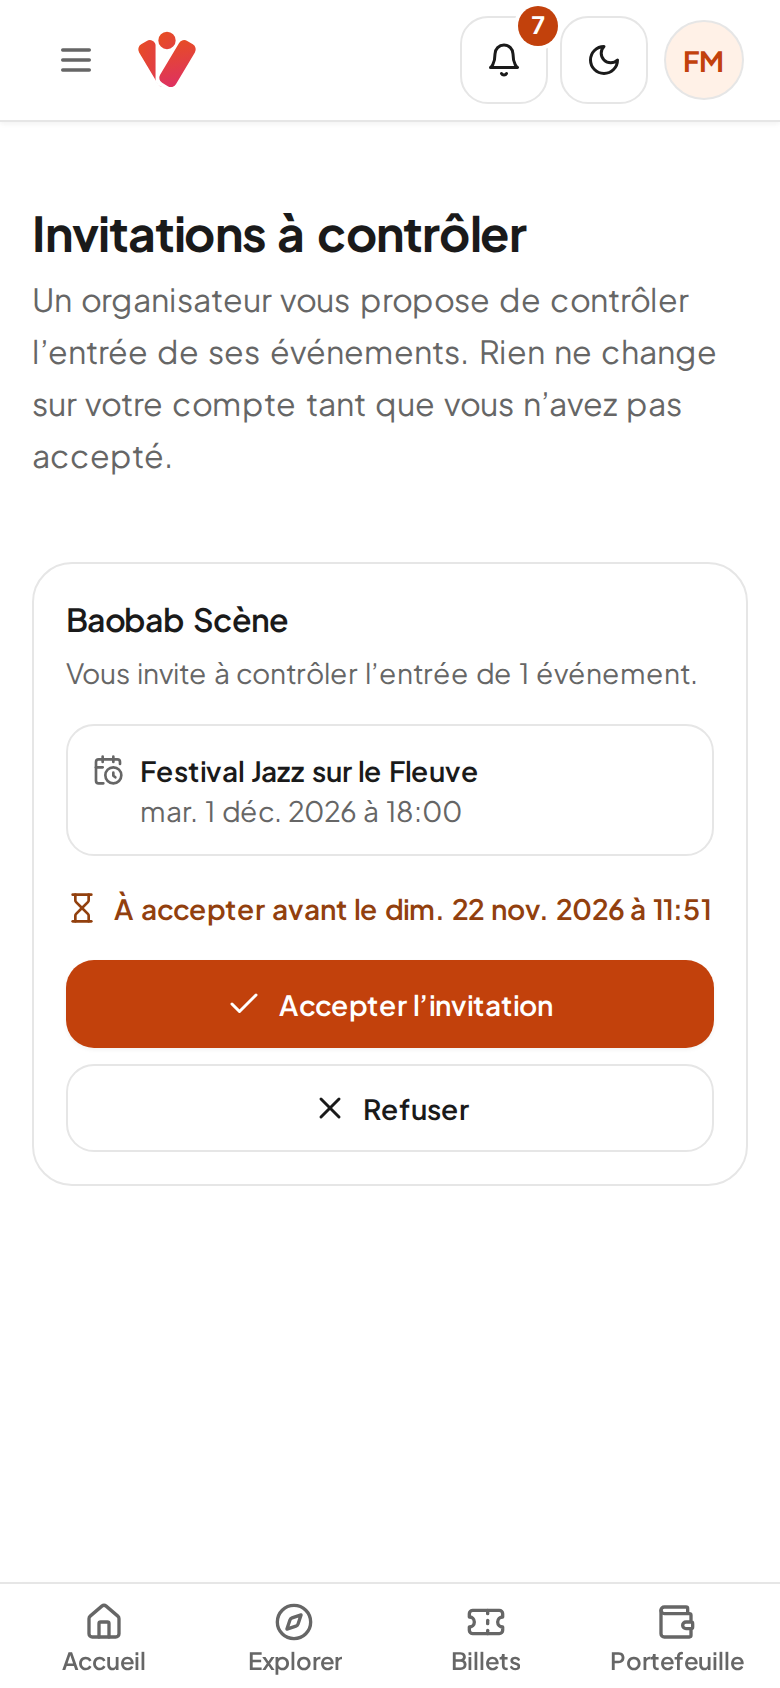 7
FM
Invitations à contrôler
Un organisateur vous propose de contrôler
l’entrée de ses événements. Rien ne change
sur votre compte tant que vous n’avez pas
accepté.
Baobab Scène
Vous invite à contrôler l’entrée de 1 événement.
Festival Jazz sur le Fleuve
mar. 1 déc. 2026 à 18:00
À accepter avant le dim. 22 nov. 2026 à 11:51
Accepter l’invitation
Refuser
Accueil
Explorer
Billets
Portefeuille